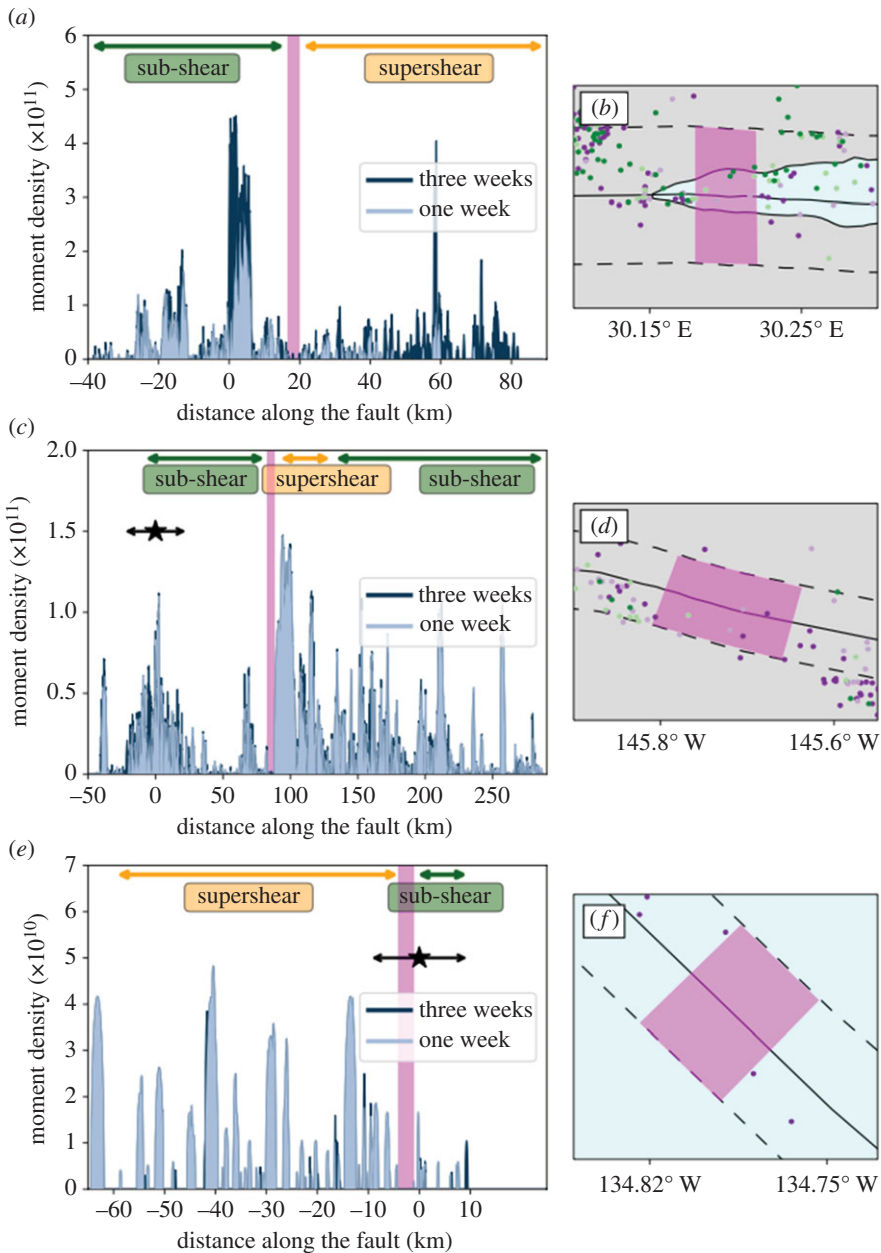 (a)
6
5
4
3
2
1
0
moment density (×10¹¹)
sub-shear
supershear
three weeks
one week
–40 –20 0 20 40 60 80
distance along the fault (km)
(b)
30.15° E 30.25° E
(c)
2.0
1.5
1.0
0.5
0
moment density (×10¹¹)
sub-shear
supershear
sub-shear
three weeks
one week
–50 0 50 100 150 200 250
distance along the fault (km)
(d)
145.8° W 145.6° W
(e)
7
6
5
4
3
2
1
0
moment density (×10¹⁰)
supershear
sub-shear
three weeks
one week
–60 –50 –40 –30 –20 –10 0 10
distance along the fault (km)
(f)
134.82° W 134.75° W